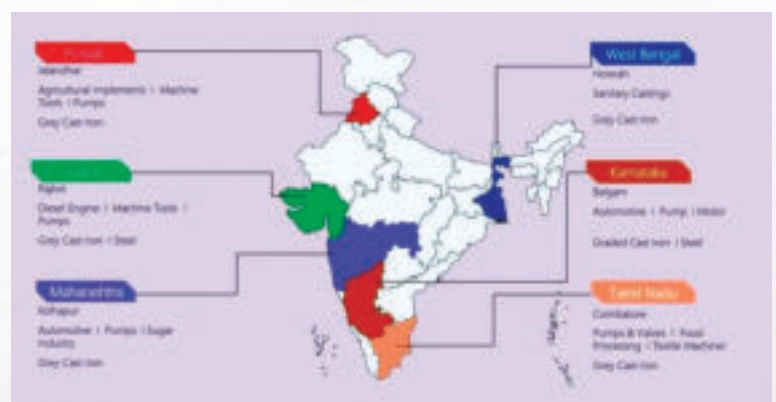 Punjab
Jalandhar
Agricultural Implements | Machine
Tools | Pumps
Grey Cast Iron
Rajkot
Diesel Engine | Machine Tools |
Pumps
Grey Cast Iron | Steel
Maharashtra
Kolhapur
Automotive | Pumps | Sugar
Industry
Grey Cast Iron
West Bengal
Howrah
Sanitary Castings
Grey Cast Iron
Karnataka
Belgam
Automotive | Pump | Motor
Graded Cast Iron | Steel
Tamil Nadu
Coimbatore
Pumps & Valves | Food
Processing | Textile Machiner
Grey Cast Iron